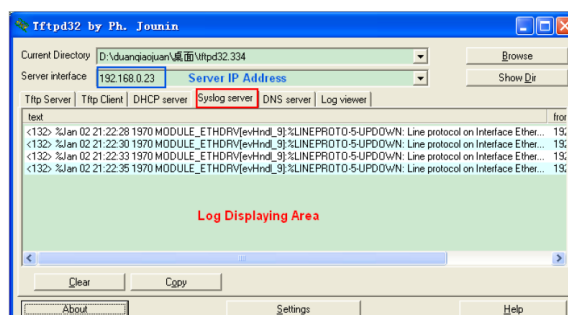 Tftpd32 by Ph. Jounin
Current Directory D:\duanqiaojuan\桌面\tftpd32.334 Browse
Server interface 192.168.0.23 Server IP Address Show Dir
Tftp Server Tftp Client DHCP server Syslog server DNS server Log viewer
text from
<132> %Jan 02 21:22:28 1970 MODULE_ETHDRV[evHndl_9]:%LINEPROTO-5-UPDOWN: Line protocol on Interface Ether... 192
<132> %Jan 02 21:22:30 1970 MODULE_ETHDRV[evHndl_9]:%LINEPROTO-5-UPDOWN: Line protocol on Interface Ether... 192
<132> %Jan 02 21:22:33 1970 MODULE_ETHDRV[evHndl_9]:%LINEPROTO-5-UPDOWN: Line protocol on Interface Ether... 192
<132> %Jan 02 21:22:35 1970 MODULE_ETHDRV[evHndl_9]:%LINEPROTO-5-UPDOWN: Line protocol on Interface Ether... 192
Log Displaying Area
Clear Copy
About Settings Help